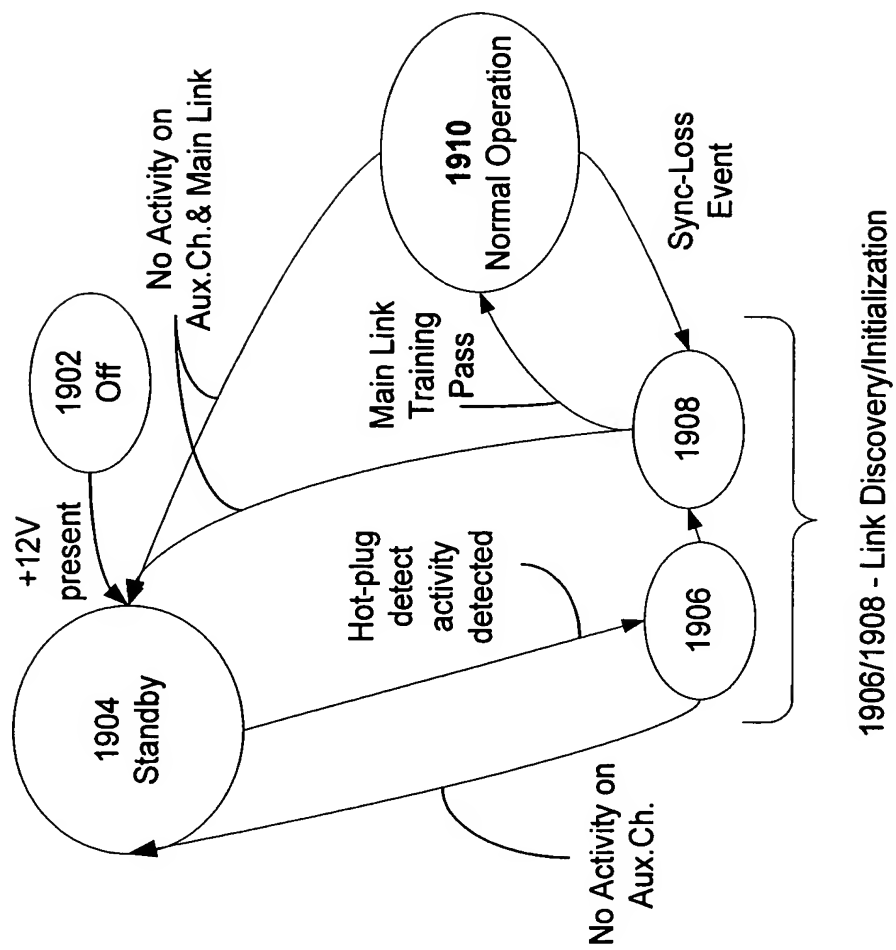 +12V
present
1902
Off
No Activity on
Aux.Ch.& Main Link
1904
Standby
Hot-plug
detect
activity
detected
Main Link
Training
Pass
1910
Normal Operation
No Activity on
Aux.Ch.
1906
1908
Sync-Loss
Event
1906/1908 - Link Discovery/Initialization